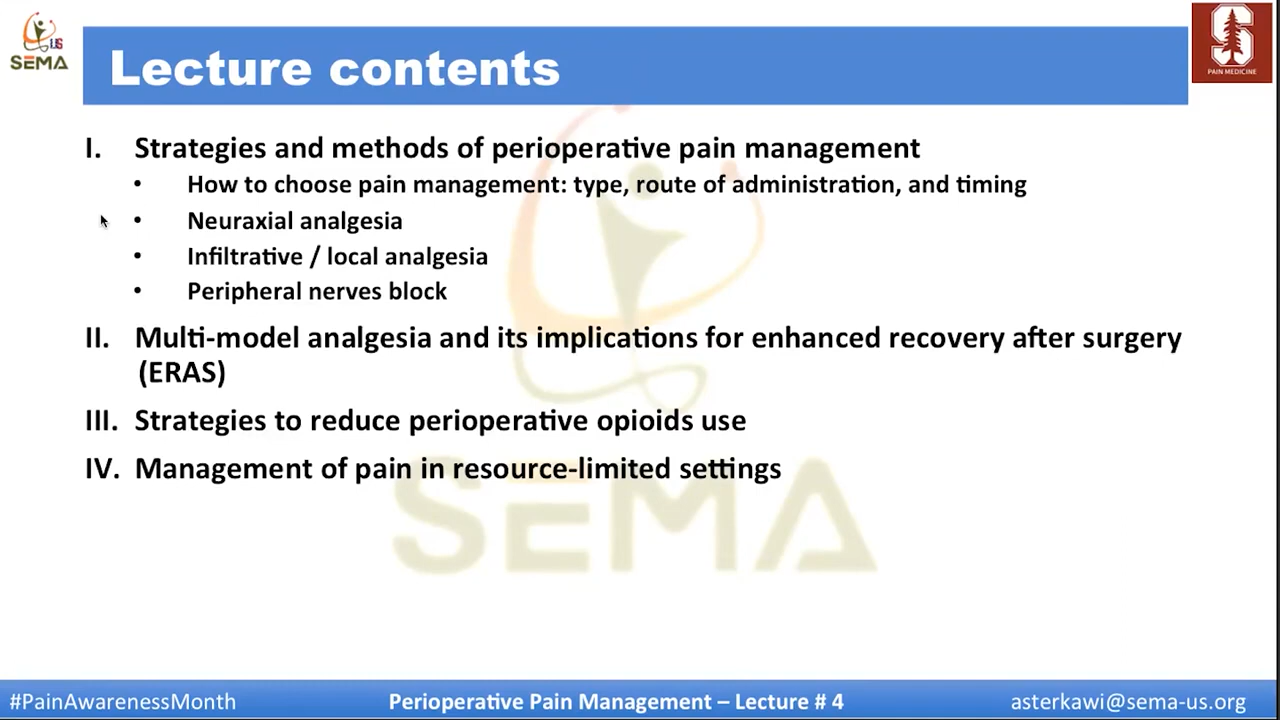 US
SEMA
Lecture contents
S
PAIN MEDICINE
I. Strategies and methods of perioperative pain management
• How to choose pain management: type, route of administration, and timing
• Neuraxial analgesia
• Infiltrative / local analgesia
• Peripheral nerves block
II. Multi-model analgesia and its implications for enhanced recovery after surgery
(ERAS)
III. Strategies to reduce perioperative opioids use
IV. Management of pain in resource-limited settings
SEMA
#PainAwarenessMonth
Perioperative Pain Management – Lecture # 4
asterkawi@sema-us.org